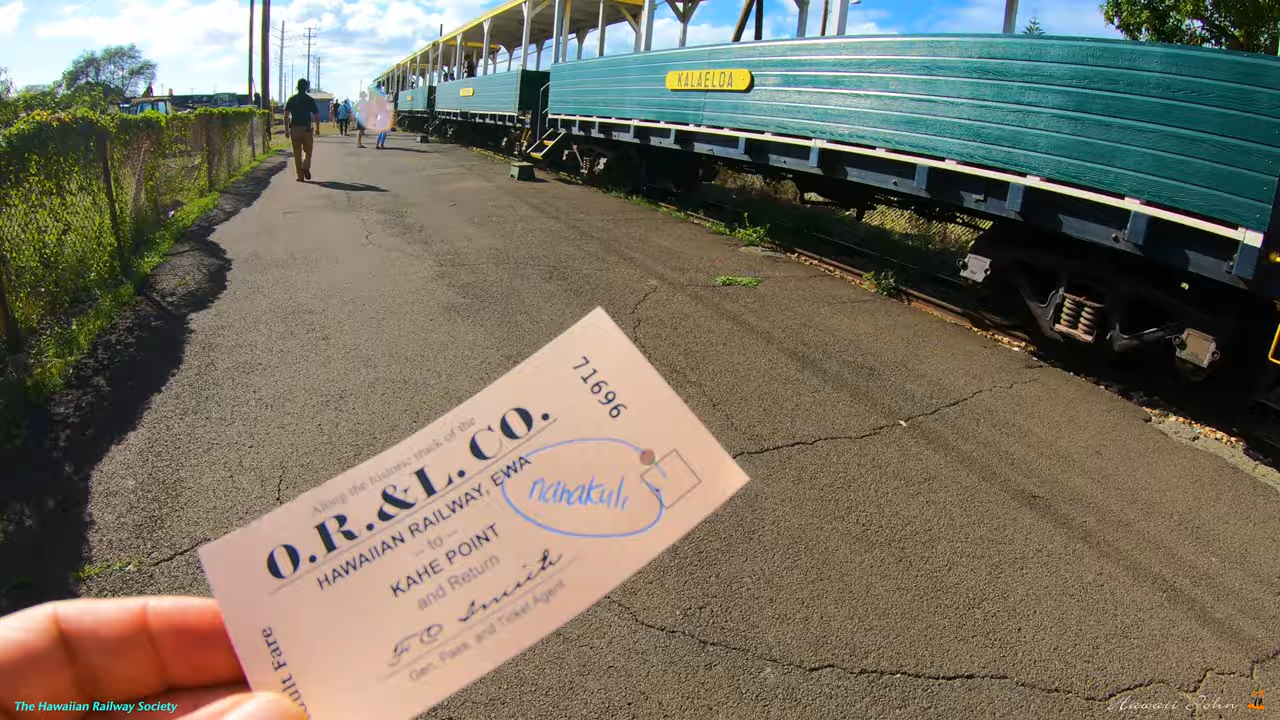 KALAELOA
71696
Along the historic track of the
O.R.&L.CO.
HAWAIIAN RAILWAY, EWA
– to –
KAHE POINT
and Return
nanakuli
Gen. Pass. and Ticket Agent
ult Fare
The Hawaiian Railway Society
Hawaii John